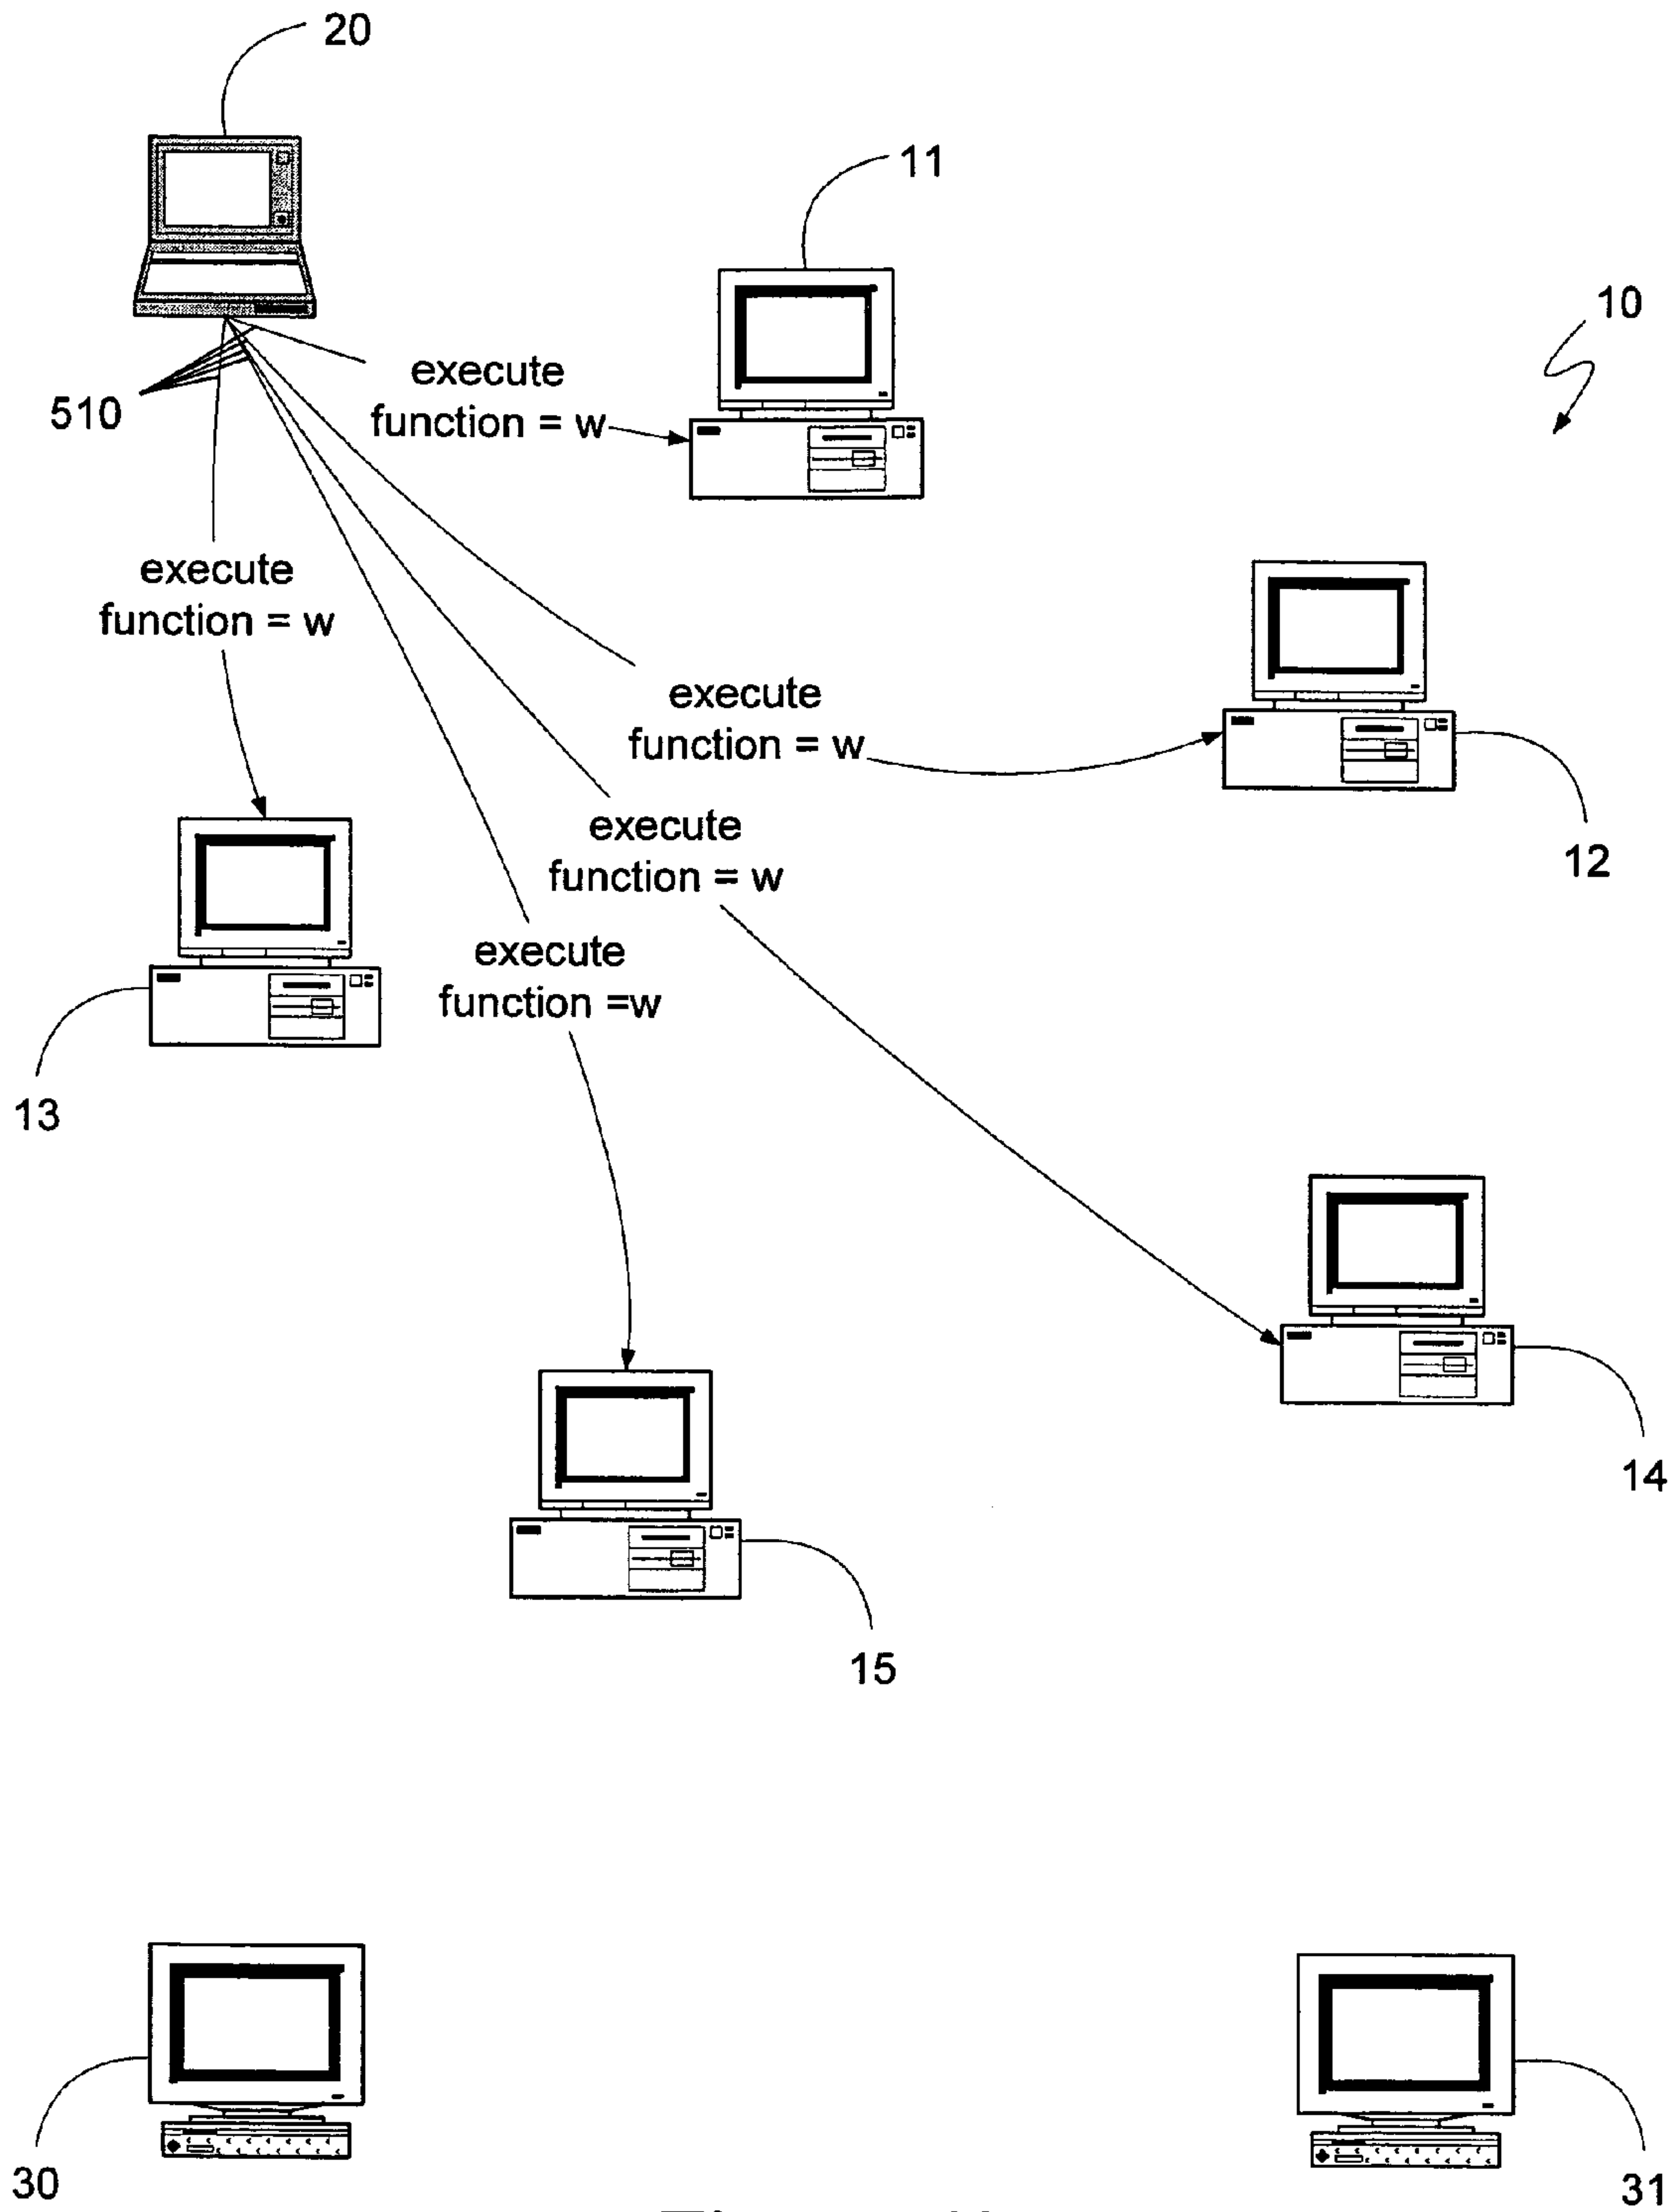 20
11
10
execute
function = w
510
execute
function = w
execute
function = w
12
execute
function = w
execute
function =w
13
14
15
30
31